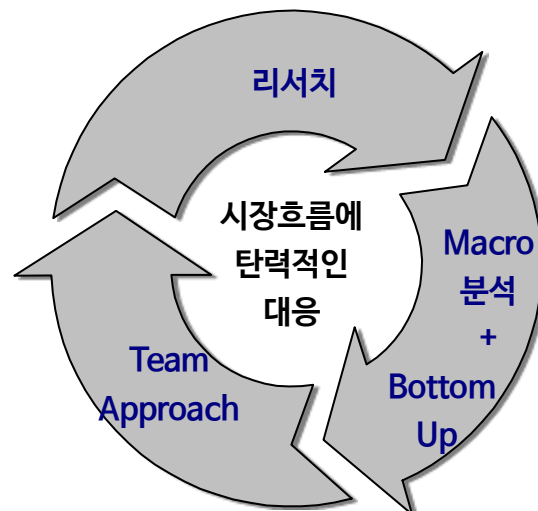 리서치
시장흐름에
탄력적인
대응
Macro
분석
+
Bottom
Up
Team
Approach